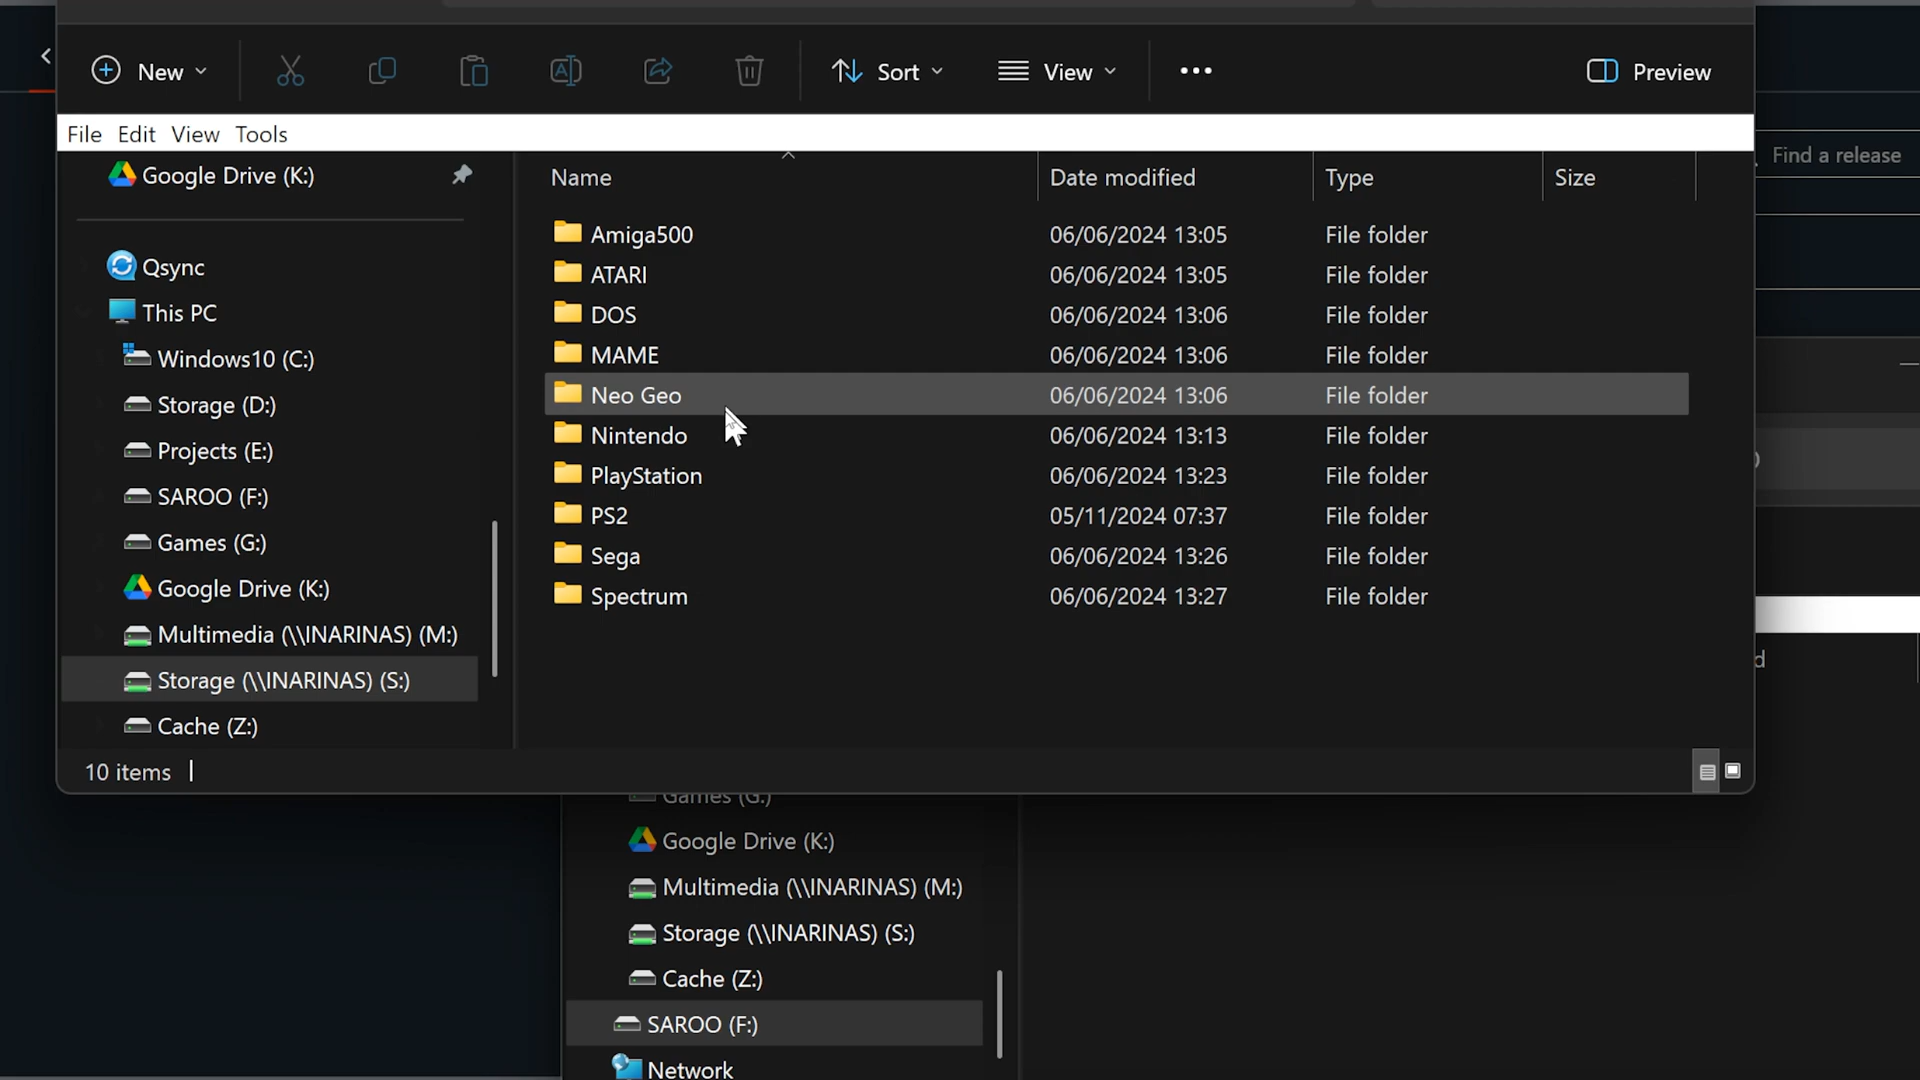 New Sort View ••• Preview
File Edit View Tools
Find a release
Google Drive (K:)
Name Date modified Type Size
Qsync
This PC
Windows10 (C:)
Storage (D:)
Projects (E:)
SAROO (F:)
Games (G:)
Google Drive (K:)
Multimedia (\\INARINAS) (M:)
Storage (\\INARINAS) (S:)
Cache (Z:)
Amiga500 06/06/2024 13:05 File folder
ATARI 06/06/2024 13:05 File folder
DOS 06/06/2024 13:06 File folder
MAME 06/06/2024 13:06 File folder
Neo Geo 06/06/2024 13:06 File folder
Nintendo 06/06/2024 13:13 File folder
PlayStation 06/06/2024 13:23 File folder
PS2 05/11/2024 07:37 File folder
Sega 06/06/2024 13:26 File folder
Spectrum 06/06/2024 13:27 File folder
10 items
Games (G:)
Google Drive (K:)
Multimedia (\\INARINAS) (M:)
Storage (\\INARINAS) (S:)
Cache (Z:)
SAROO (F:)
Network